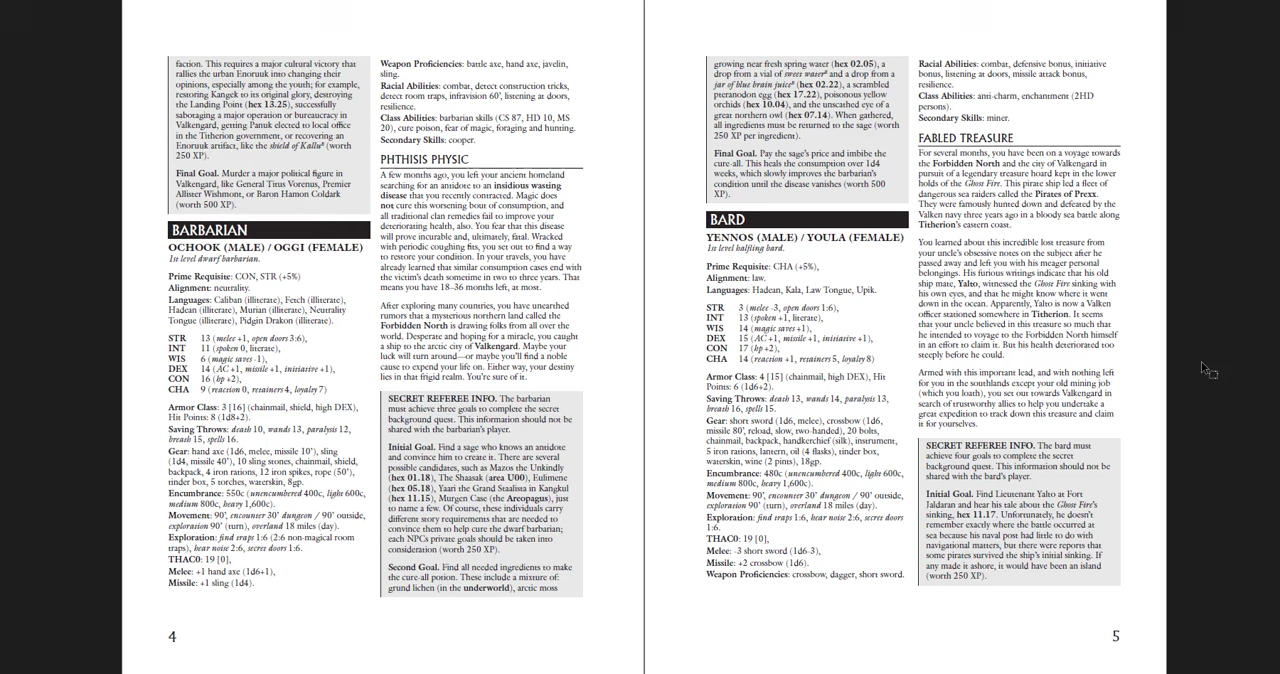 faction. This requires a major cultural victory that
rallies the urban Enoruuk into changing their
opinions, especially among the youth; for example,
restoring Kangek to its original glory, destroying
the Landing Point (hex 13.25), successfully
sabotaging a major operation or bureaucracy in
Valkengard, getting Panuk elected to local office
in the Titherion government, or recovering an
Enoruuk artifact, like the shield of Kallu⁸ (worth
250 XP).
Final Goal. Murder a major political figure in
Valkengard, like General Titus Vorenus, Premier
Allister Wishmont, or Baron Hamon Coldark
(worth 500 XP).
BARBARIAN
OCHOOK (MALE) / OGGI (FEMALE)
1st level dwarf barbarian.
Prime Requisite: CON, STR (+5%)
Alignment: neutrality.
Languages: Caliban (illiterate), Fetch (illiterate),
Hadean (illiterate), Murian (illiterate), Neutrality
Tongue (illiterate), Pidgin Drakon (illiterate).
STR 13 (melee +1, open doors 3:6),
INT 11 (spoken 0, literate),
WIS 6 (magic saves -1),
DEX 14 (AC +1, missile +1, initiative +1),
CON 16 (hp +2),
CHA 9 (reaction 0, retainers 4, loyalty 7)
Armor Class: 3 [16] (chainmail, shield, high DEX),
Hit Points: 8 (1d8+2).
Saving Throws: death 10, wands 13, paralysis 12,
breath 15, spells 16.
Gear: hand axe (1d6, melee, missile 10’), sling
(1d4, missile 40’), 10 sling stones, chainmail, shield,
backpack, 4 iron rations, 12 iron spikes, rope (50’),
tinder box, 5 torches, waterskin, 8gp.
Encumbrance: 550c (unencumbered 400c, light 600c,
medium 800c, heavy 1,600c).
Movement: 90’, encounter 30’ dungeon / 90’ outside,
exploration 90’ (turn), overland 18 miles (day).
Exploration: find traps 1:6 (2:6 non-magical room
traps), hear noise 2:6, secret doors 1:6.
THAC0: 19 [0],
Melee: +1 hand axe (1d6+1),
Missile: +1 sling (1d4).
4
Weapon Proficiencies: battle axe, hand axe, javelin,
sling.
Racial Abilities: combat, detect construction tricks,
detect room traps, infravision 60’, listening at doors,
resilience.
Class Abilities: barbarian skills (CS 87, HD 10, MS
20), cure poison, fear of magic, foraging and hunting.
Secondary Skills: cooper.
PHTHISIS PHYSIC
A few months ago, you left your ancient homeland
searching for an antidote to an insidious wasting
disease that you recently contracted. Magic does
not cure this worsening bout of consumption, and
all traditional clan remedies fail to improve your
deteriorating health, also. You fear that this disease
will prove incurable and, ultimately, fatal. Wracked
with periodic coughing fits, you set out to find a way
to restore your condition. In your travels, you have
already learned that similar consumption cases end with
the victim’s death sometime in two to three years. That
means you have 18–36 months left, at most.
After exploring many countries, you have unearthed
rumors that a mysterious northern land called the
Forbidden North is drawing folks from all over the
world. Desperate and hoping for a miracle, you caught
a ship to the arctic city of Valkengard. Maybe your
luck will turn around—or maybe you’ll find a noble
cause to expend your life on. Either way, your destiny
lies in that frigid realm. You’re sure of it.
SECRET REFEREE INFO. The barbarian
must achieve three goals to complete the secret
background quest. This information should not be
shared with the barbarian’s player.
Initial Goal. Find a sage who knows an antidote
and convince him to create it. There are several
possible candidates, such as Mazos the Unkindly
(hex 01.18), The Shaasak (area U00), Eulimene
(hex 05.18), Yaari the Grand Staalista in Kangkul
(hex 11.15), Murgen Case (the Areopagus), just
to name a few. Of course, these individuals carry
different story requirements that are needed to
convince them to help cure the dwarf barbarian;
each NPCs private goals should be taken into
consideration (worth 250 XP).
Second Goal. Find all needed ingredients to make
the cure-all potion. These include a mixture of:
grund lichen (in the underworld), arctic moss
growing near fresh spring water (hex 02.05), a
drop from a vial of sweet water⁸ and a drop from a
jar of blue brain juice⁸ (hex 02.22), a scrambled
pteranodon egg (hex 17.22), poisonous yellow
orchids (hex 10.04), and the unscathed eye of a
great northern owl (hex 07.14). When gathered,
all ingredients must be returned to the sage (worth
250 XP per ingredient).
Final Goal. Pay the sage’s price and imbibe the
cure-all. This heals the consumption over 1d4
weeks, which slowly improves the barbarian’s
condition until the disease vanishes (worth 500
XP).
BARD
YENNOS (MALE) / YOULA (FEMALE)
1st level halfling bard.
Prime Requisite: CHA (+5%),
Alignment: law.
Languages: Hadean, Kala, Law Tongue, Upik.
STR 3 (melee -3, open doors 1:6),
INT 13 (spoken +1, literate),
WIS 14 (magic saves +1),
DEX 15 (AC +1, missile +1, initiative +1),
CON 17 (hp +2),
CHA 14 (reaction +1, retainers 5, loyalty 8)
Armor Class: 4 [15] (chainmail, high DEX), Hit
Points: 6 (1d6+2).
Saving Throws: death 13, wands 14, paralysis 13,
breath 16, spells 15.
Gear: short sword (1d6, melee), crossbow (1d6,
missile 80’, reload, slow, two-handed), 20 bolts,
chainmail, backpack, handkerchief (silk), instrument,
5 iron rations, lantern, oil (4 flasks), tinder box,
waterskin, wine (2 pints), 18gp.
Encumbrance: 480c (unencumbered 400c, light 600c,
medium 800c, heavy 1,600c).
Movement: 90’, encounter 30’ dungeon / 90’ outside,
exploration 90’ (turn), overland 18 miles (day).
Exploration: find traps 1:6, hear noise 2:6, secret doors
1:6.
THAC0: 19 [0],
Melee: -3 short sword (1d6-3),
Missile: +2 crossbow (1d6).
Weapon Proficiencies: crossbow, dagger, short sword.
Racial Abilities: combat, defensive bonus, initiative
bonus, listening at doors, missile attack bonus,
resilience.
Class Abilities: anti-charm, enchantment (2HD
persons).
Secondary Skills: miner.
FABLED TREASURE
For several months, you have been on a voyage towards
the Forbidden North and the city of Valkengard in
pursuit of a legendary treasure hoard kept in the lower
holds of the Ghost Fire. This pirate ship led a fleet of
dangerous sea raiders called the Pirates of Prexx.
They were famously hunted down and defeated by the
Valken navy three years ago in a bloody sea battle along
Titherion’s eastern coast.
You learned about this incredible lost treasure from
your uncle’s obsessive notes on the subject after he
passed away and left you with his meager personal
belongings. His furious writings indicate that his old
ship mate, Yalto, witnessed the Ghost Fire sinking with
his own eyes, and that he might know where it went
down in the ocean. Apparently, Yalto is now a Valken
officer stationed somewhere in Titherion. It seems
that your uncle believed in this treasure so much that
he intended to voyage to the Forbidden North himself
in an effort to claim it. But his health deteriorated too
steeply before he could.
Armed with this important lead, and with nothing left
for you in the southlands except your old mining job
(which you loath), you set out towards Valkengard in
search of trustworthy allies to help you undertake a
great expedition to track down this treasure and claim
it for yourselves.
SECRET REFEREE INFO. The bard must
achieve four goals to complete the secret
background quest. This information should not be
shared with the bard’s player.
Initial Goal. Find Lieutenant Yalto at Fort
Jaldaran and hear his tale about the Ghost Fire’s
sinking, hex 11.17. Unfortunately, he doesn’t
remember exactly where the battle occurred at
sea because his naval post had little to do with
navigational matters, but there were reports that
some pirates survived the ship’s initial sinking. If
any made it ashore, it would have been an island
(worth 250 XP).
5